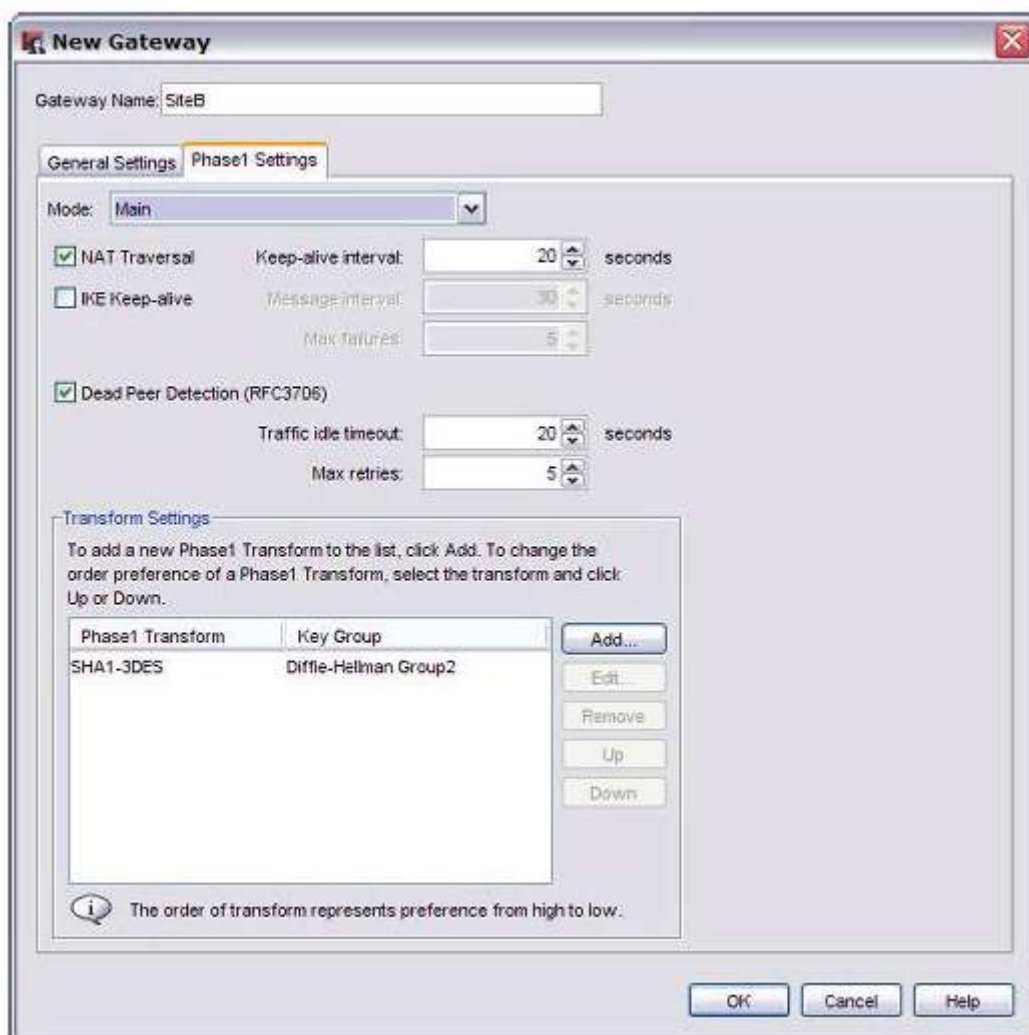 New Gateway
Gateway Name: SiteB
General Settings Phase1 Settings
Mode: Main
NAT Traversal Keep-alive interval: 20 seconds
IKE Keep-alive Message interval: 30 seconds
Max failures: 5
Dead Peer Detection (RFC3706)
Traffic idle timeout: 20 seconds
Max retries: 5
Transform Settings
To add a new Phase1 Transform to the list, click Add. To change the
order preference of a Phase1 Transform, select the transform and click
Up or Down.
Phase1 Transform Key Group
SHA1-3DES Diffie-Hellman Group2
Add...
Edit...
Remove
Up
Down
The order of transform represents preference from high to low.
OK Cancel Help